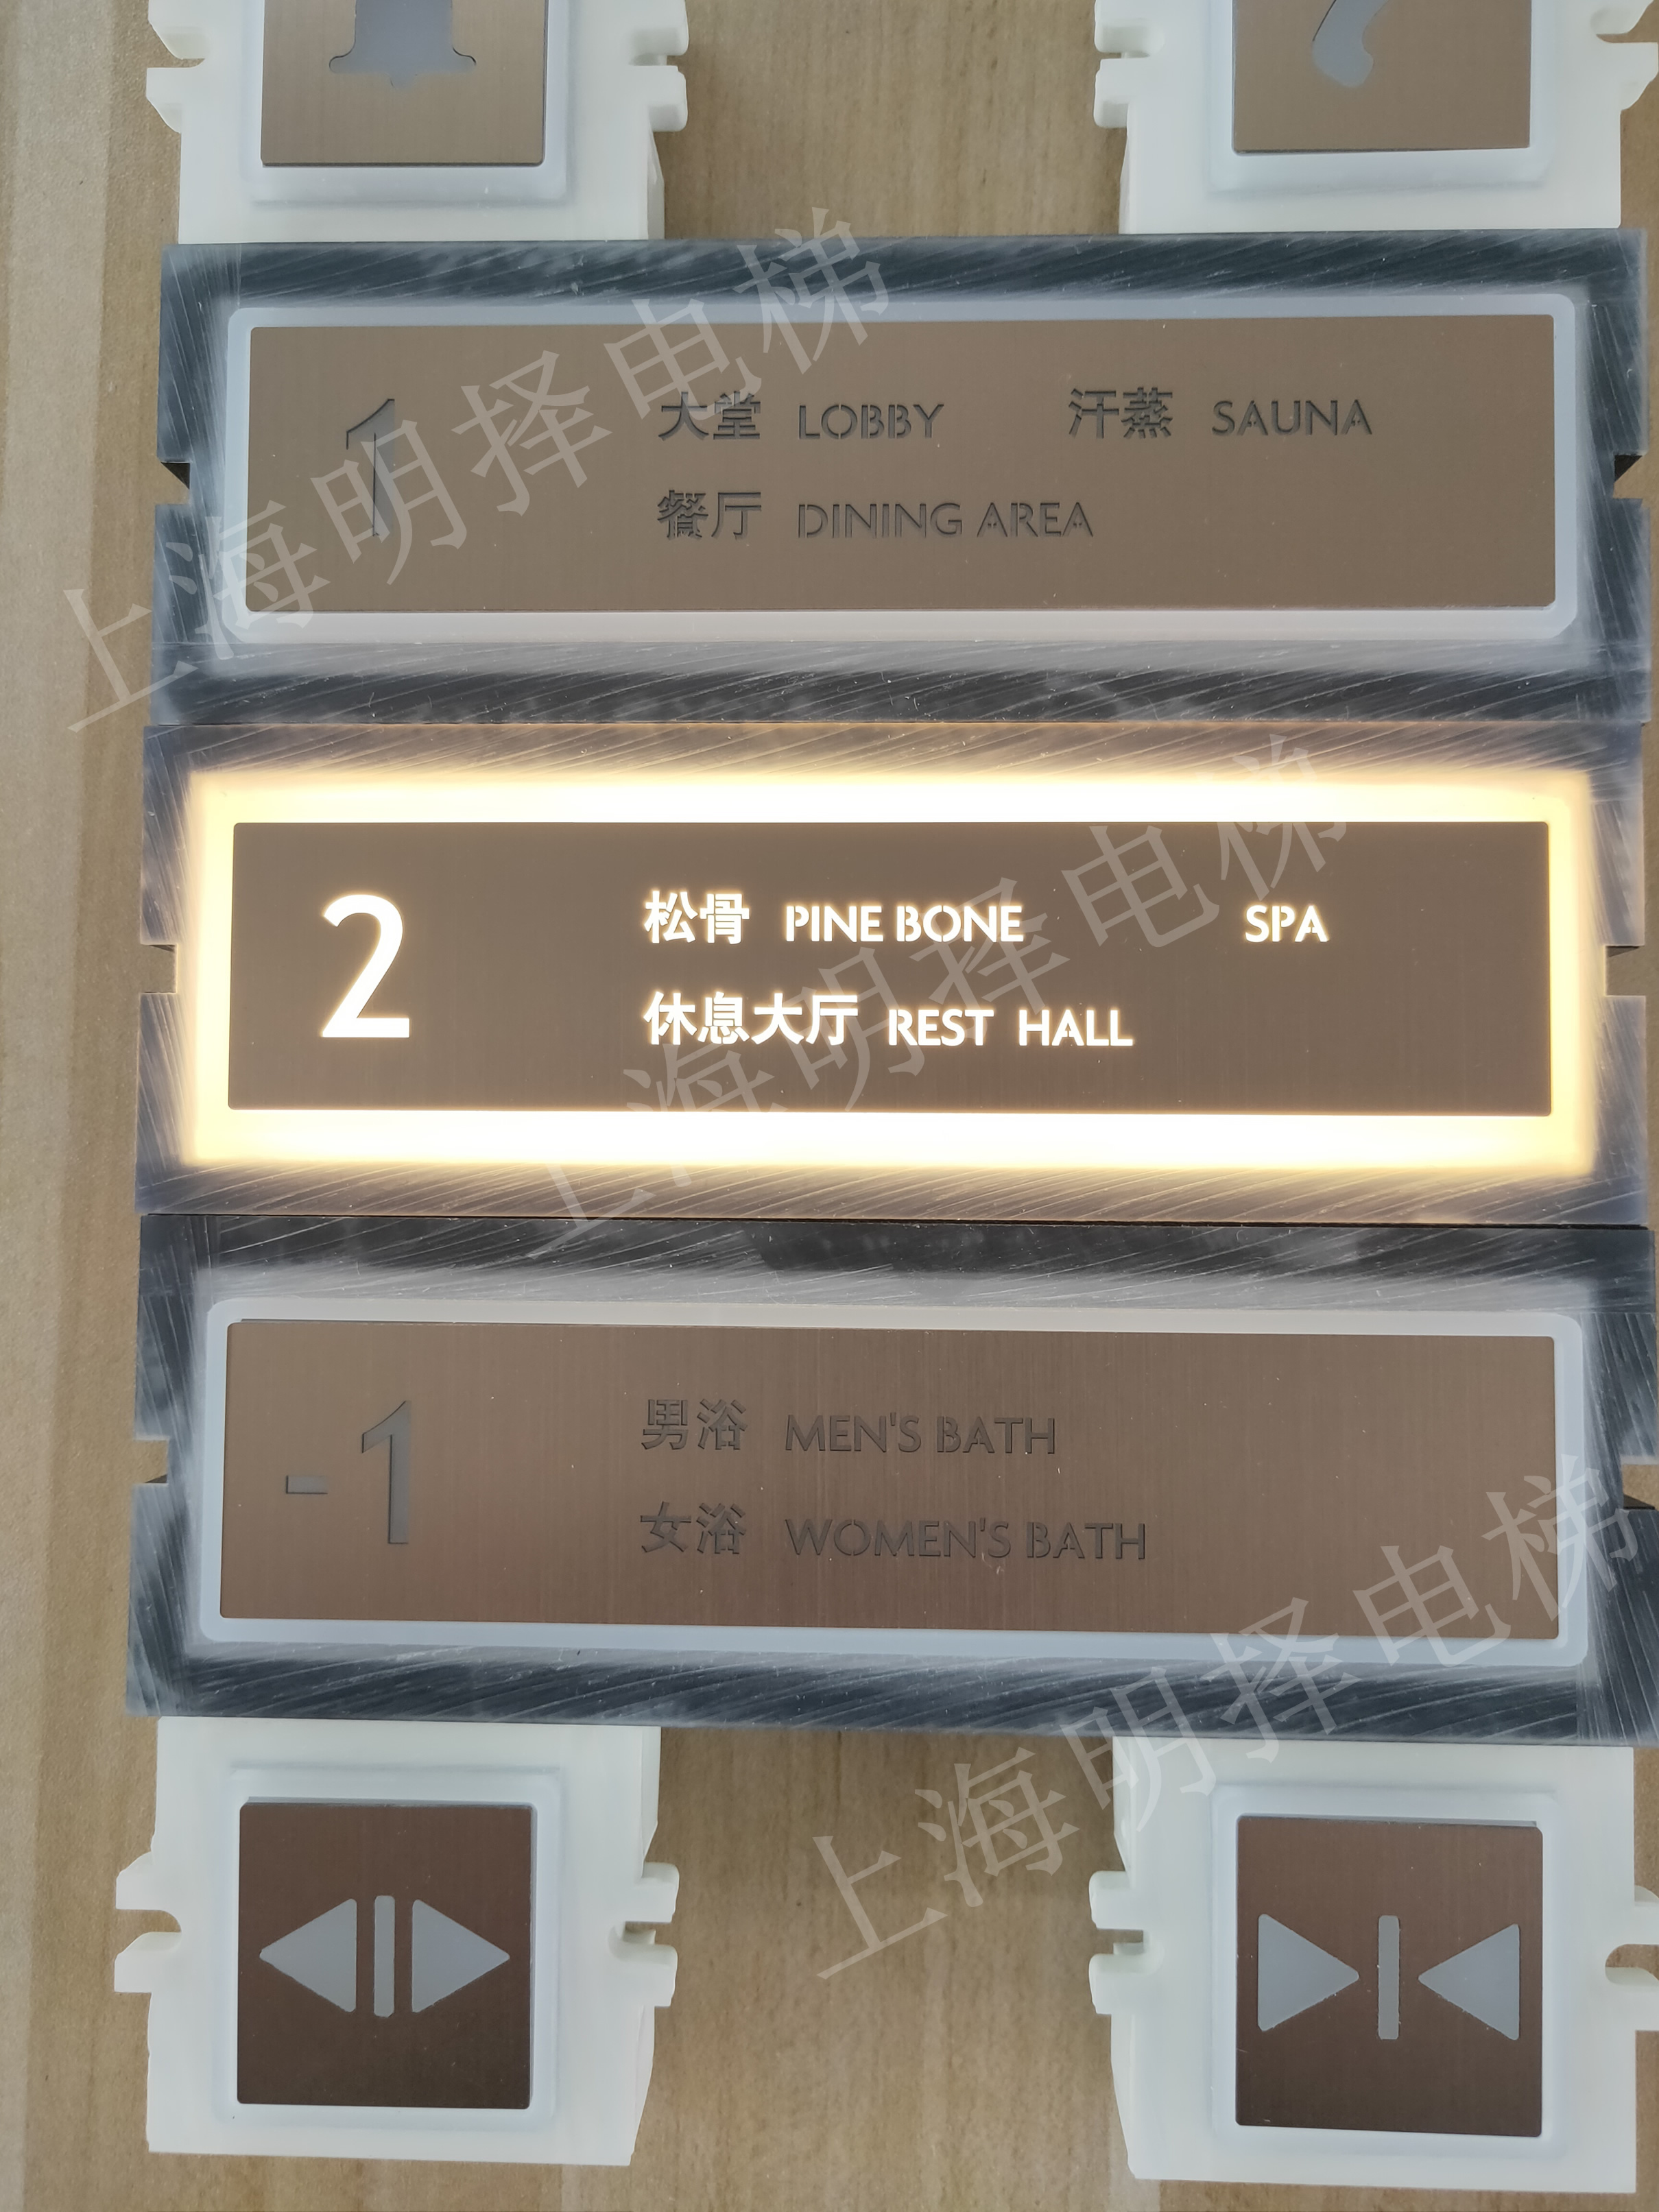 1 大堂 LOBBY 汗蒸 SAUNA
餐厅 DINING AREA
2 松骨 PINE BONE SPA
休息大厅 REST HALL
-1 男浴 MEN'S BATH
女浴 WOMEN'S BATH
上海明择电梯
上海明择电梯
上海明择电梯